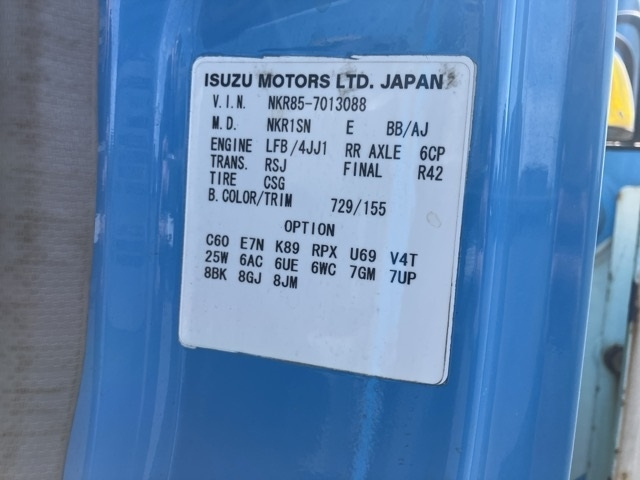 ISUZU MOTORS LTD. JAPAN
V.I.N. NKR85-7013088
M.D. NKR1SN E BB/AJ
ENGINE LFB/4JJ1 RR AXLE 6CP
TRANS. RSJ FINAL R42
TIRE CSG
B.COLOR/TRIM 729/155
OPTION
C60 E7N K89 RPX U69 V4T
25W 6AC 6UE 6WC 7GM 7UP
8BK 8GJ 8JM